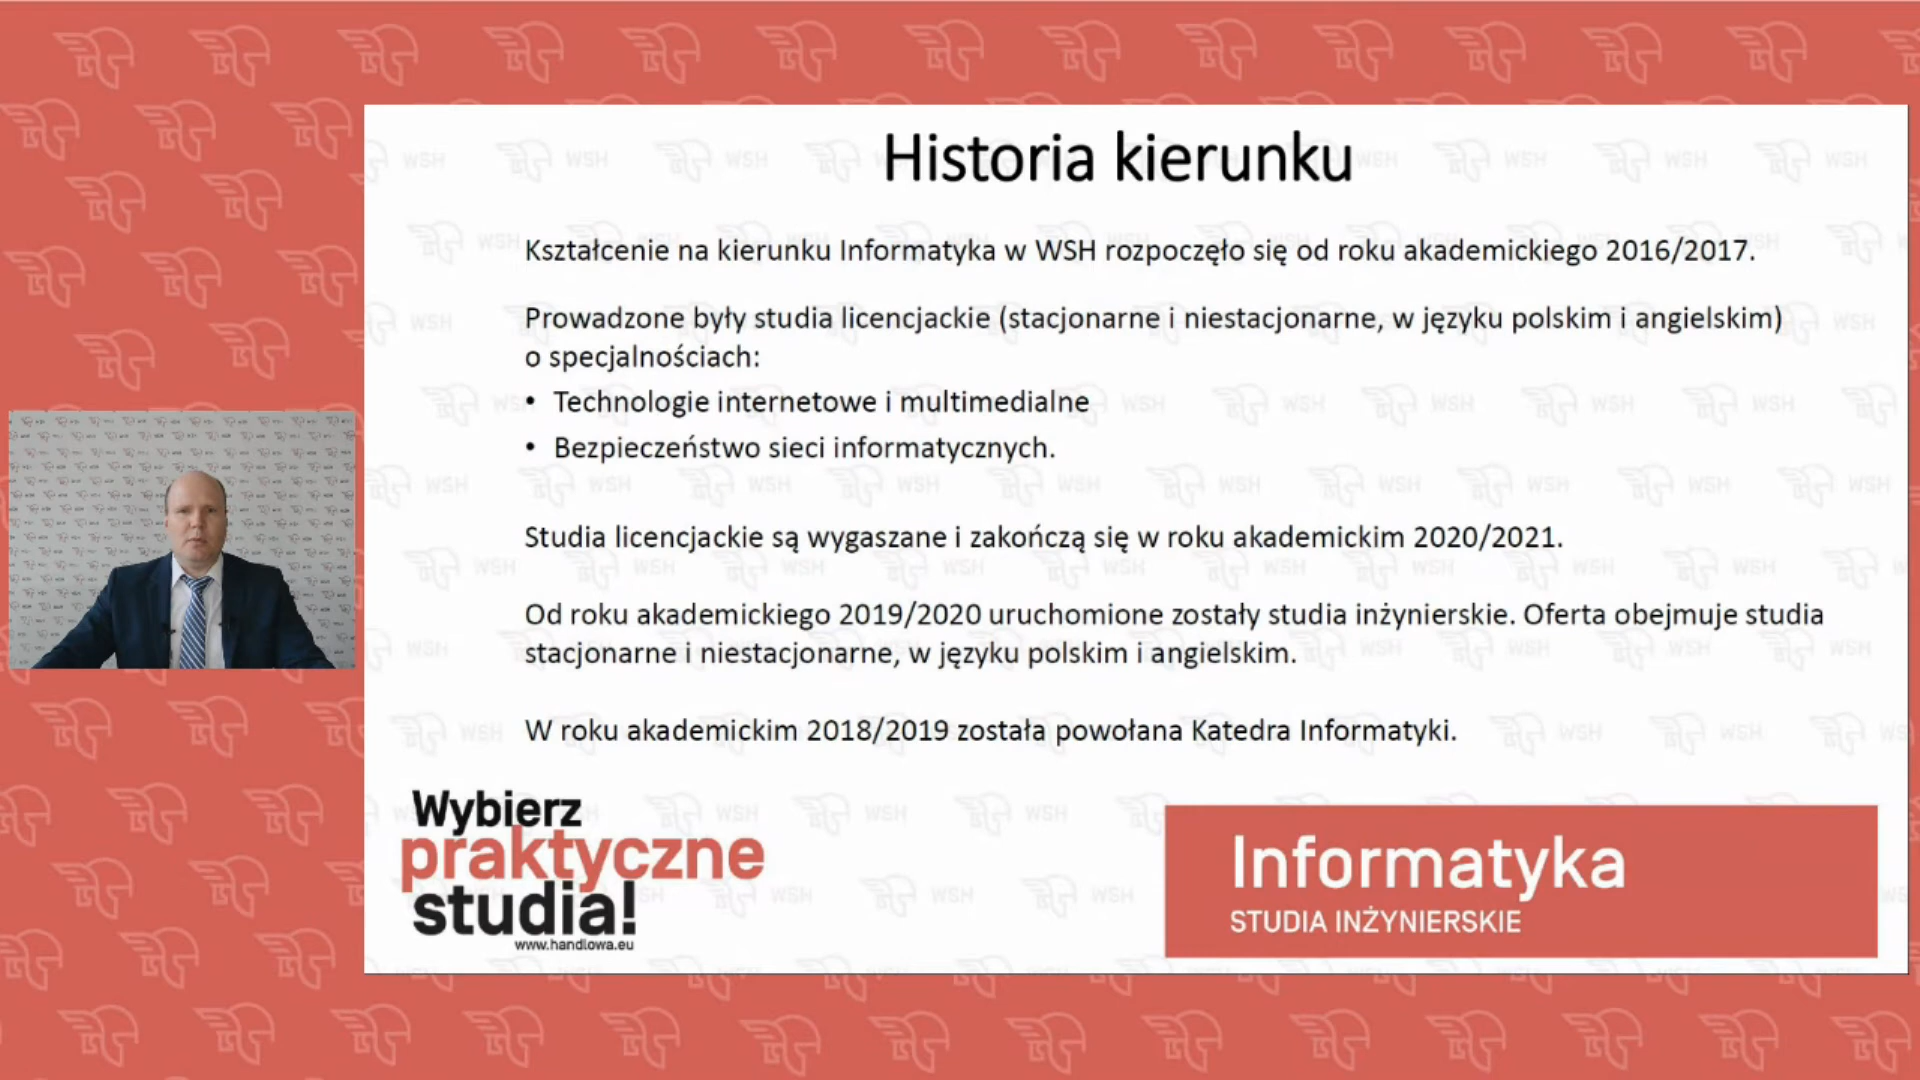 Historia kierunku
Kształcenie na kierunku Informatyka w WSH rozpoczęło się od roku akademickiego 2016/2017.
Prowadzone były studia licencjackie (stacjonarne i niestacjonarne, w języku polskim i angielskim)
o specjalnościach:
• Technologie internetowe i multimedialne
• Bezpieczeństwo sieci informatycznych.
Studia licencjackie są wygaszane i zakończą się w roku akademickim 2020/2021.
Od roku akademickiego 2019/2020 uruchomione zostały studia inżynierskie. Oferta obejmuje studia
stacjonarne i niestacjonarne, w języku polskim i angielskim.
W roku akademickim 2018/2019 została powołana Katedra Informatyki.
Wybierz
praktyczne
studia!
www.handlowa.eu
Informatyka
STUDIA INŻYNIERSKIE